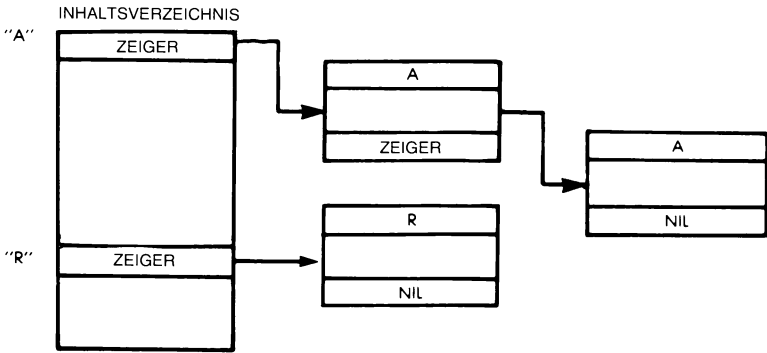 INHALTSVERZEICHNIS
"A"
ZEIGER
A
ZEIGER
A
NIL
"R"
ZEIGER
R
NIL